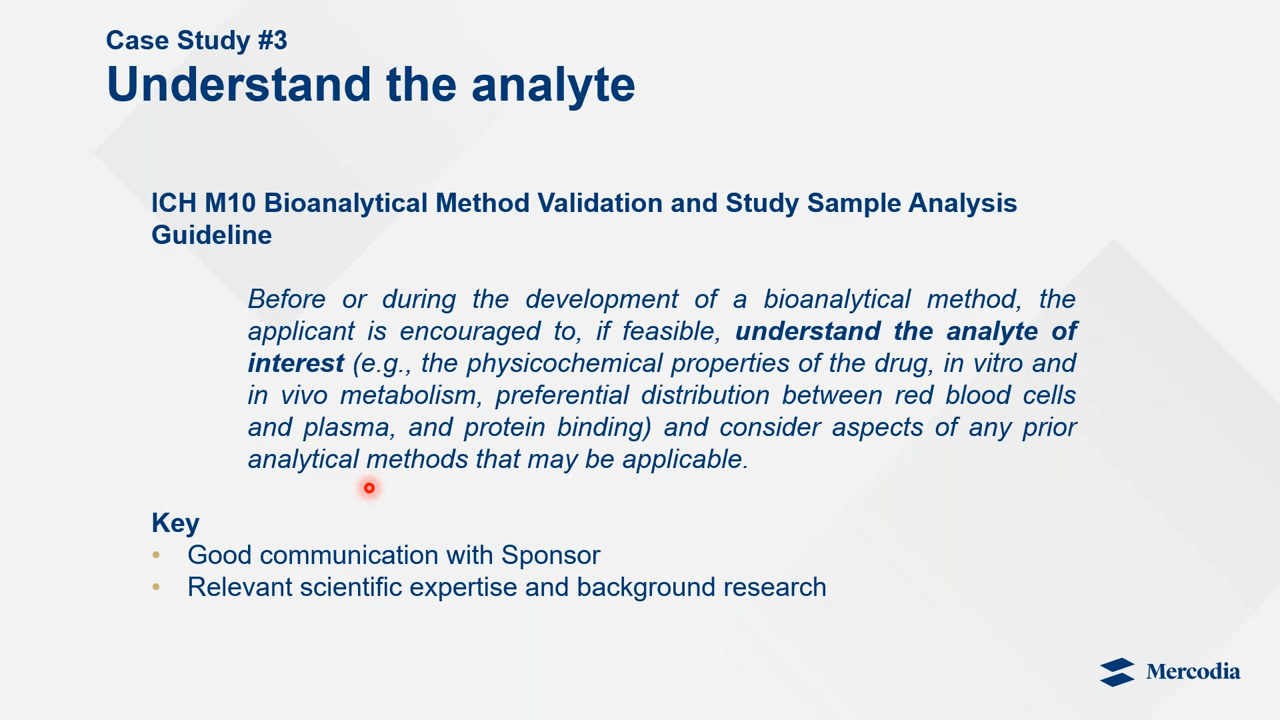 Case Study #3
Understand the analyte
ICH M10 Bioanalytical Method Validation and Study Sample Analysis
Guideline
Before or during the development of a bioanalytical method, the
applicant is encouraged to, if feasible, understand the analyte of
interest (e.g., the physicochemical properties of the drug, in vitro and
in vivo metabolism, preferential distribution between red blood cells
and plasma, and protein binding) and consider aspects of any prior
analytical methods that may be applicable.
Key
• Good communication with Sponsor
• Relevant scientific expertise and background research
Mercodia